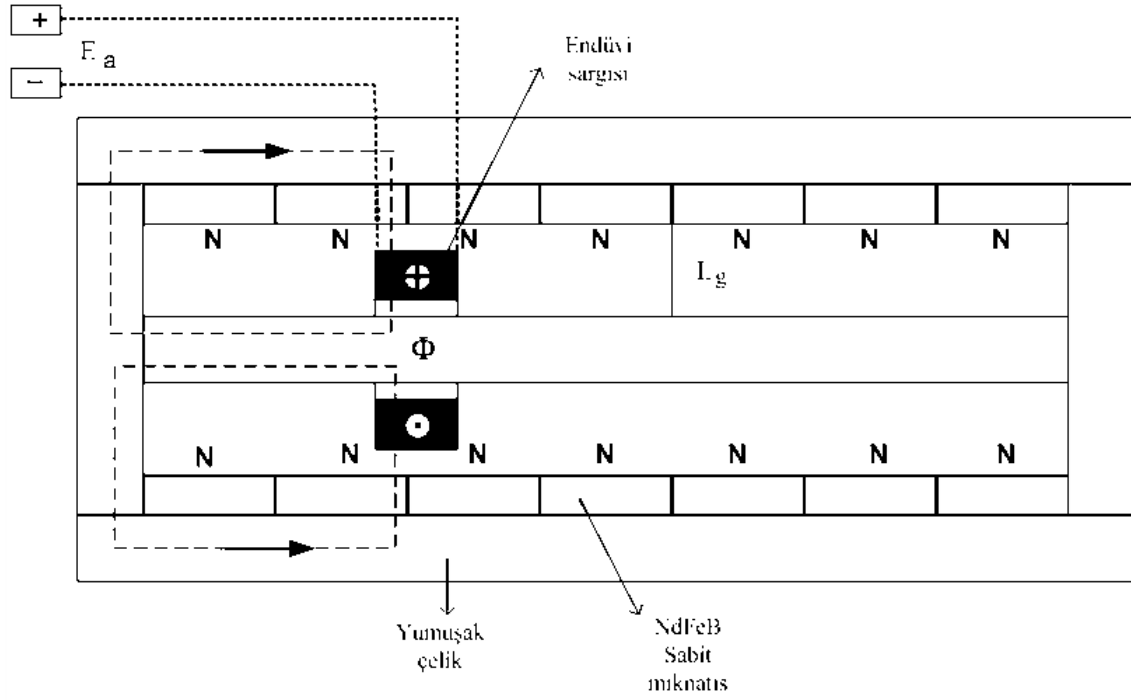 +
E a
−
Endüvi
sargısı
N N N N N N N
L g
Φ
N N N N N N N
Yumuşak
çelik
NdFeB
Sabit
mıknatıs